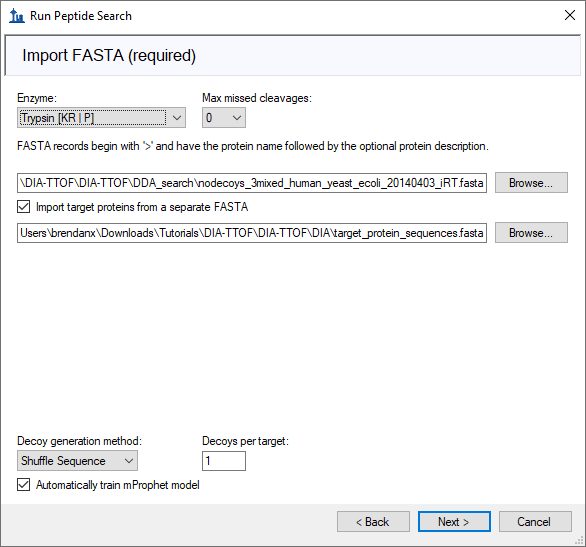 Run Peptide Search
Import FASTA (required)
Enzyme: Max missed cleavages:
Trypsin [KR | P] 0
FASTA records begin with '>' and have the protein name followed by the optional protein description.
\DIA-TTOF\DIA-TTOF\DDA_search\nodecoys_3mixed_human_yeast_ecoli_20140403_iRT.fasta Browse...
Import target proteins from a separate FASTA
Users\brendanx\Downloads\Tutorials\DIA-TTOF\DIA-TTOF\DIA\target_protein_sequences.fasta Browse...
Decoy generation method: Decoys per target:
Shuffle Sequence 1
Automatically train mProphet model
< Back Next > Cancel